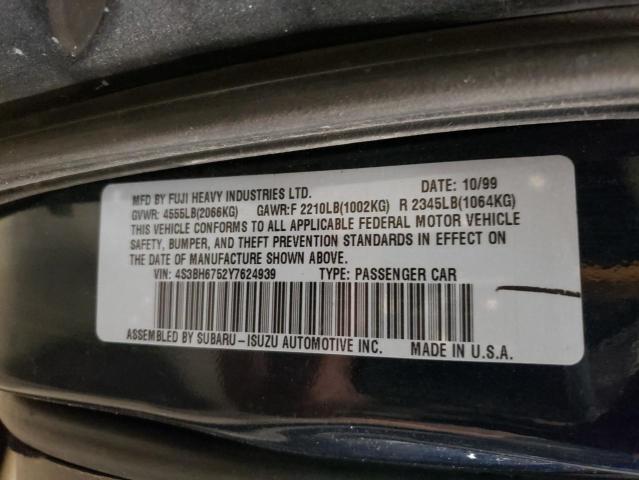 MFD BY FUJI HEAVY INDUSTRIES LTD. DATE: 10/99
GVWR: 4555LB(2066KG) GAWR:F 2210LB(1002KG) R 2345LB(1064KG)
THIS VEHICLE CONFORMS TO ALL APPLICABLE FEDERAL MOTOR VEHICLE
SAFETY, BUMPER, AND THEFT PREVENTION STANDARDS IN EFFECT ON
THE DATE OF MANUFACTURE SHOWN ABOVE.
VIN: 4S3BH6752Y7624939 TYPE: PASSENGER CAR
ASSEMBLED BY SUBARU-ISUZU AUTOMOTIVE INC. MADE IN U.S.A.